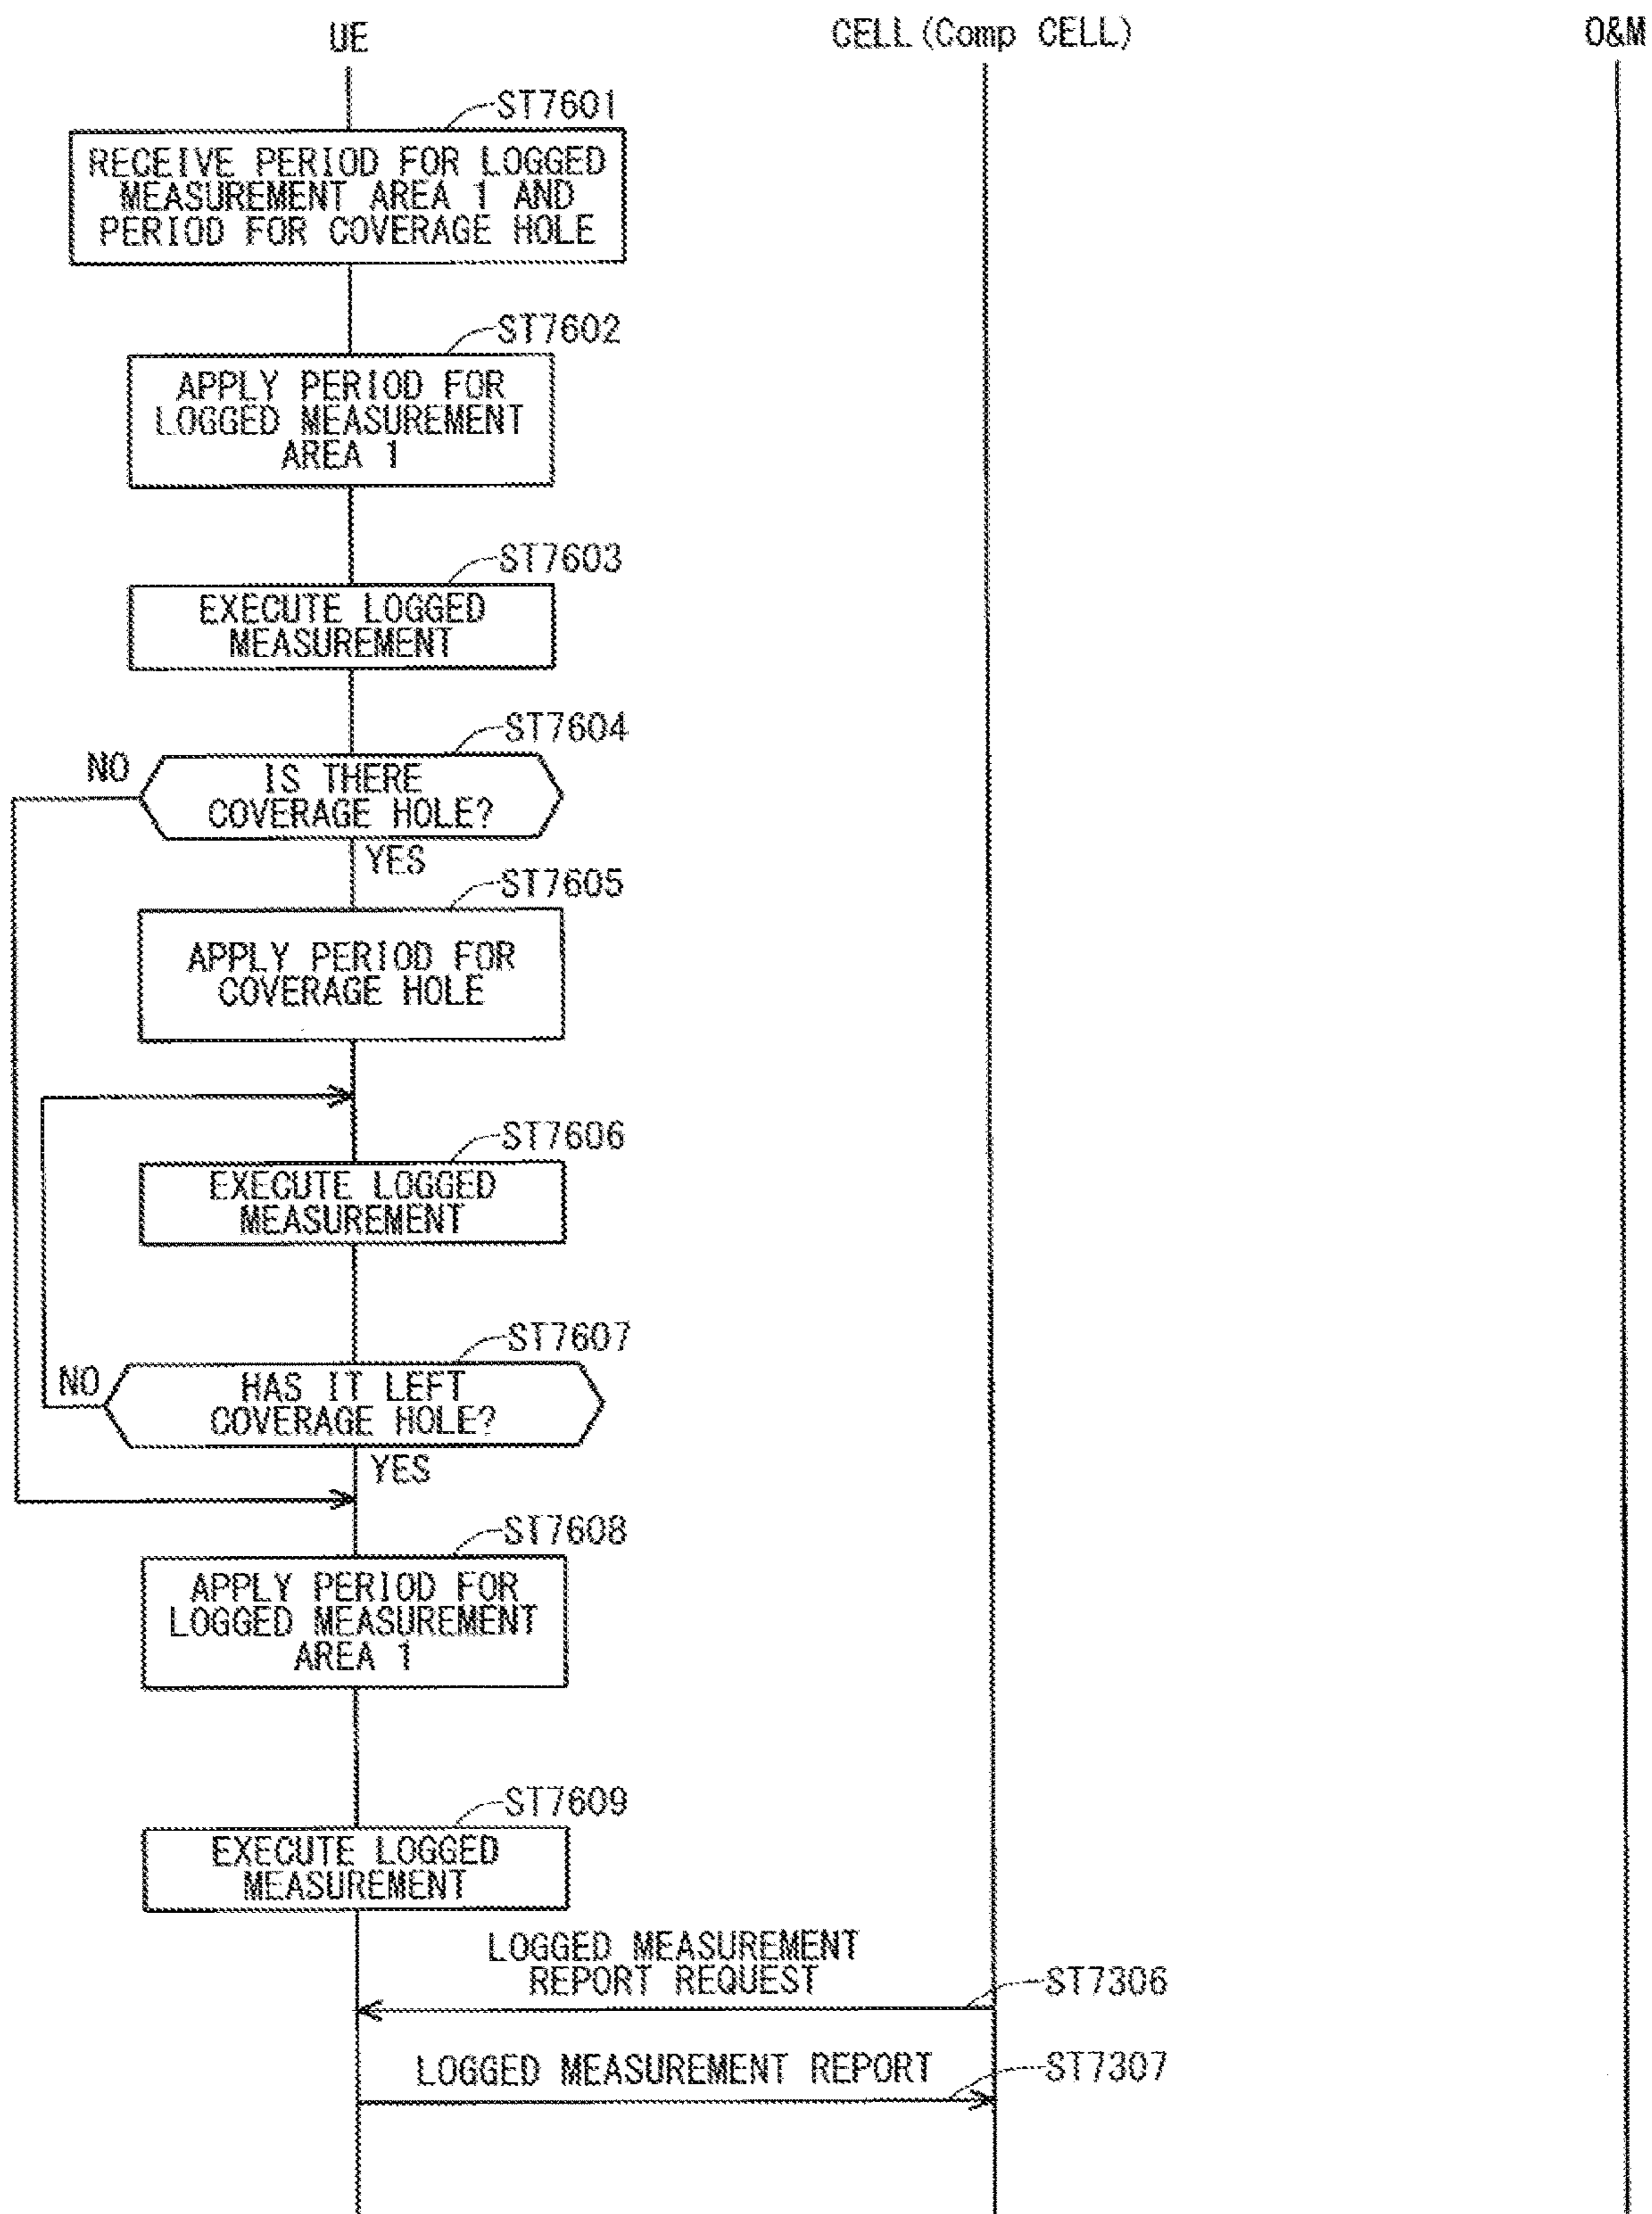 UE
CELL(Comp CELL)
O&M
ST7601
RECEIVE PERIOD FOR LOGGED
MEASUREMENT AREA 1 AND
PERIOD FOR COVERAGE HOLE
ST7602
APPLY PERIOD FOR
LOGGED MEASUREMENT
AREA 1
ST7603
EXECUTE LOGGED
MEASUREMENT
ST7604
NO
IS THERE
COVERAGE HOLE?
YES
ST7605
APPLY PERIOD FOR
COVERAGE HOLE
ST7606
EXECUTE LOGGED
MEASUREMENT
ST7607
NO
HAS IT LEFT
COVERAGE HOLE?
YES
ST7608
APPLY PERIOD FOR
LOGGED MEASUREMENT
AREA 1
ST7609
EXECUTE LOGGED
MEASUREMENT
LOGGED MEASUREMENT
REPORT REQUEST
ST7306
LOGGED MEASUREMENT REPORT
ST7307